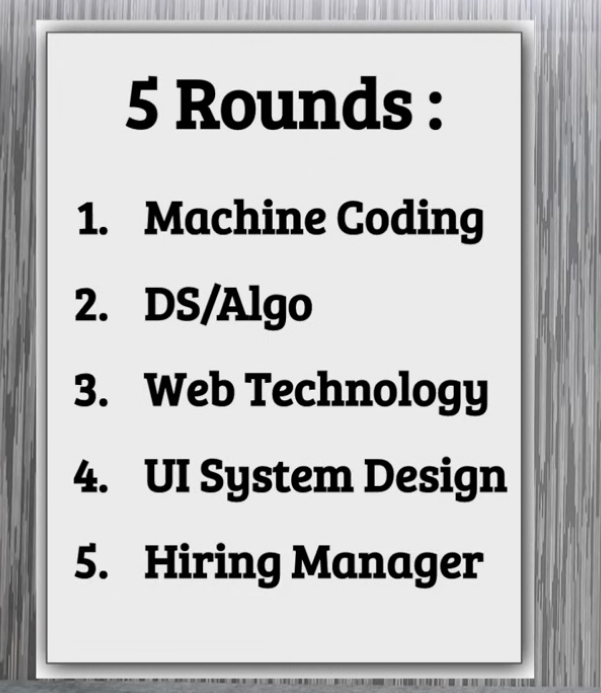 5 Rounds :
1. Machine Coding
2. DS/Algo
3. Web Technology
4. UI System Design
5. Hiring Manager